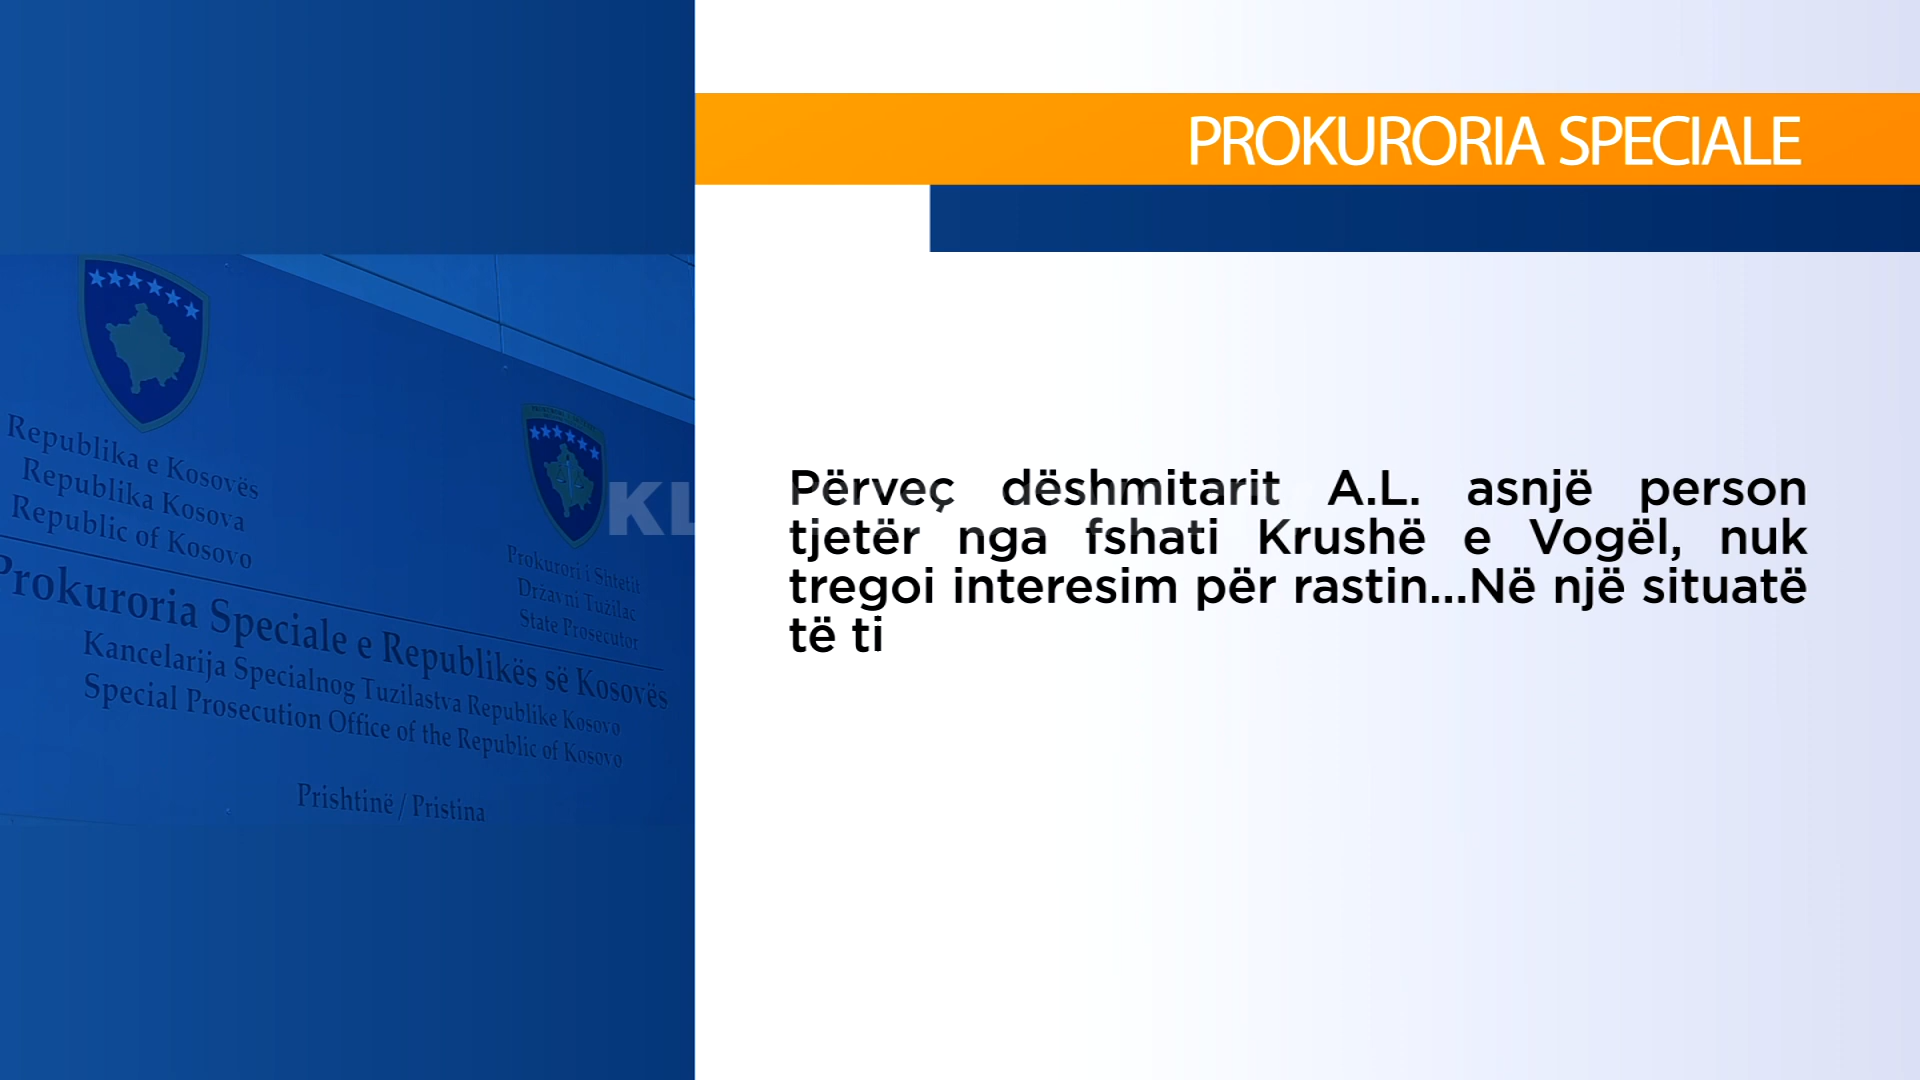 PROKURORIA SPECIALE
Përveç dëshmitarit A.L. asnjë person
tjetër nga fshati Krushë e Vogël, nuk
tregoi interesim për rastin...Në një situatë
të ti
Republika e Kosovës
Republika Kosova
Republic of Kosovo
Prokurori i Shtetit
Državni Tužilac
State Prosecutor
Prokuroria Speciale e Republikës së Kosovës
Kancelarija Specialnog Tuzilastva Republike Kosovo
Special Prosecution Office of the Republic of Kosovo
Prishtinë / Pristina